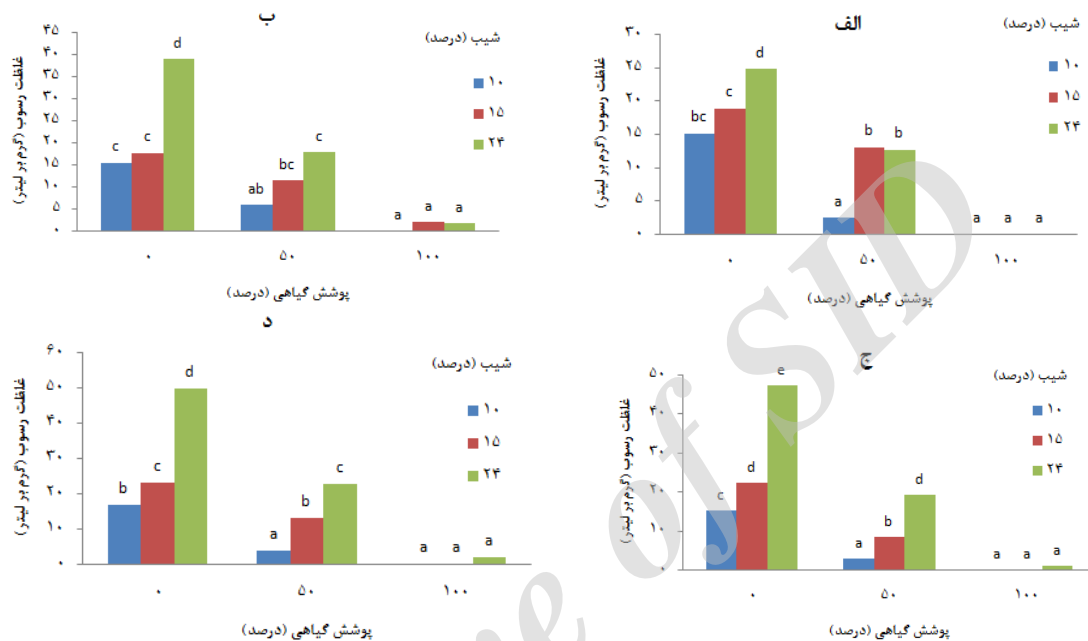 الف
شیب (درصد)
۱۰
۱۵
۲۴
غلظت رسوب (گرم بر لیتر)
۳۰
۲۵
۲۰
۱۵
۱۰
۵
۰
bc c d
a b b
a a a
۰ ۵۰ ۱۰۰
پوشش گیاهی (درصد)
ب
شیب (درصد)
۱۰
۱۵
۲۴
غلظت رسوب (گرم بر لیتر)
۴۵
۴۰
۳۵
۳۰
۲۵
۲۰
۱۵
۱۰
۵
۰
c c d
ab bc c
a a a
۰ ۵۰ ۱۰۰
پوشش گیاهی (درصد)
ج
شیب (درصد)
۱۰
۱۵
۲۴
غلظت رسوب (گرم بر لیتر)
۵۰
۴۰
۳۰
۲۰
۱۰
۰
c d e
a b d
a a a
۰ ۵۰ ۱۰۰
پوشش گیاهی (درصد)
د
شیب (درصد)
۱۰
۱۵
۲۴
غلظت رسوب (گرم بر لیتر)
۶۰
۵۰
۴۰
۳۰
۲۰
۱۰
۰
b c d
a b c
a a a
۰ ۵۰ ۱۰۰
پوشش گیاهی (درصد)
of SID